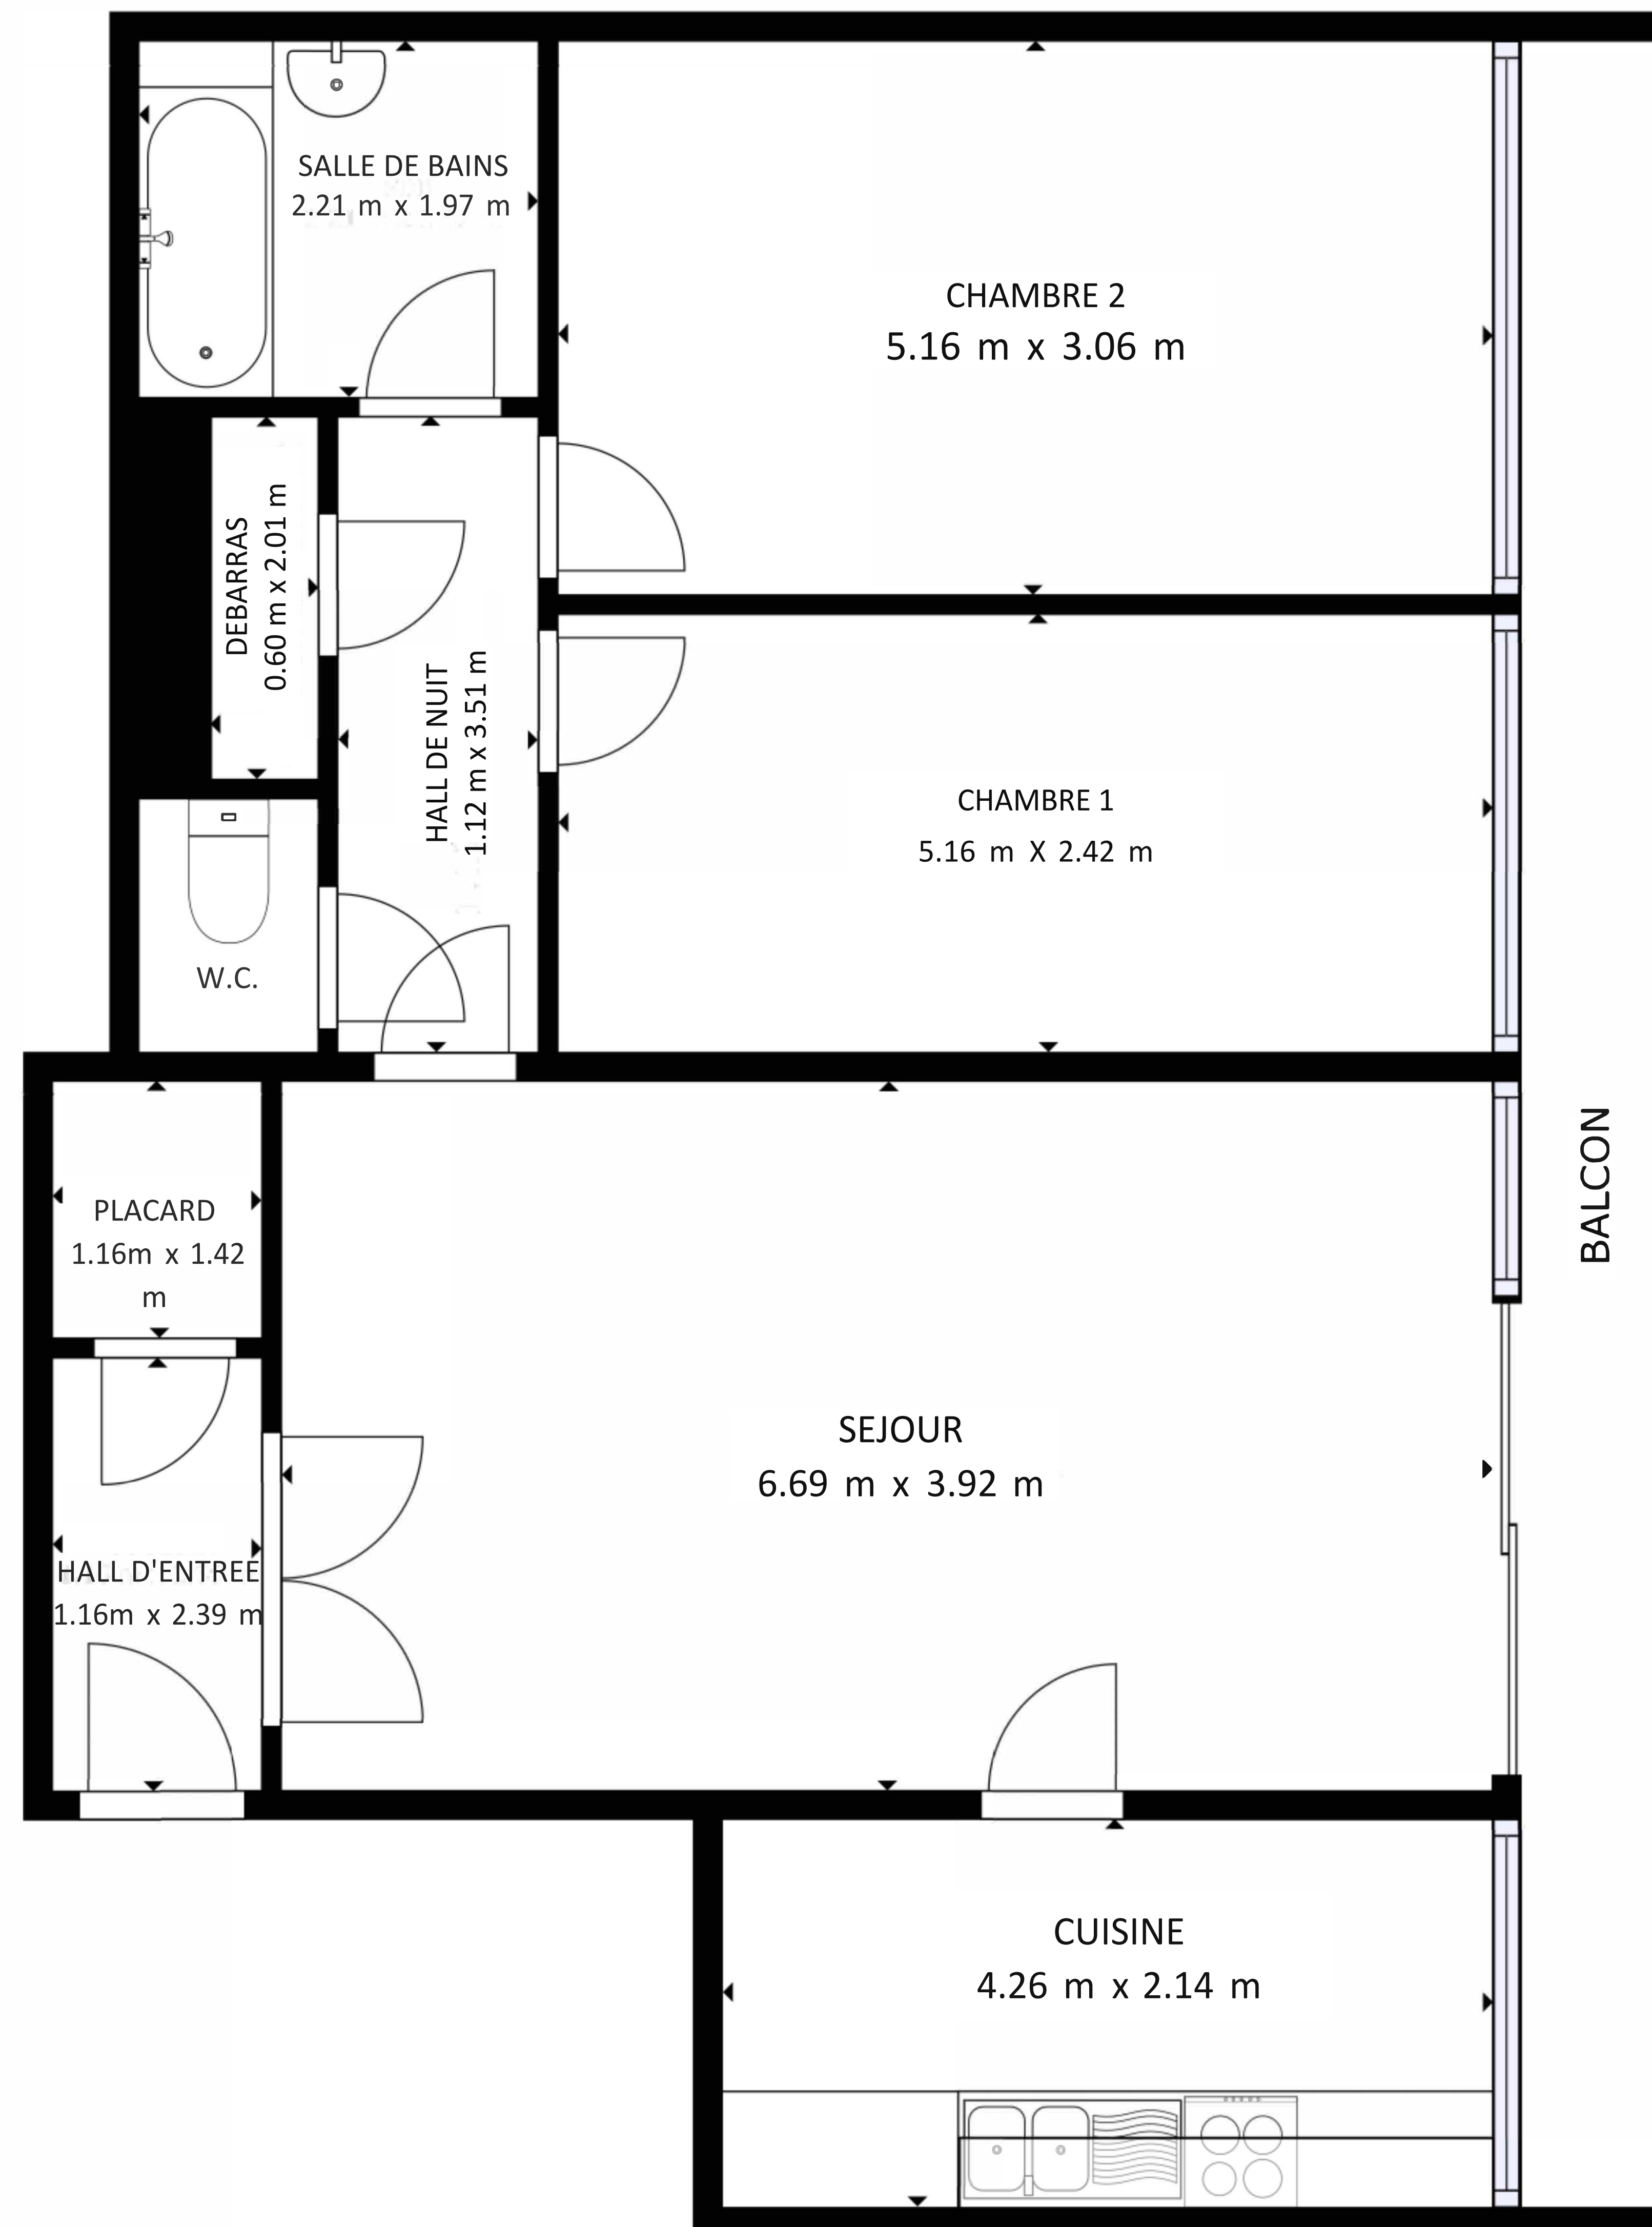 SALLE DE BAINS
2.21 m x 1.97 m
CHAMBRE 2
5.16 m x 3.06 m
DEBARRAS
0.60 m x 2.01 m
HALL DE NUIT
1.12 m x 3.51 m
CHAMBRE 1
5.16 m X 2.42 m
W.C.
BALCON
PLACARD
1.16m x 1.42
m
SEJOUR
6.69 m x 3.92 m
HALL D'ENTREE
1.16m x 2.39 m
CUISINE
4.26 m x 2.14 m